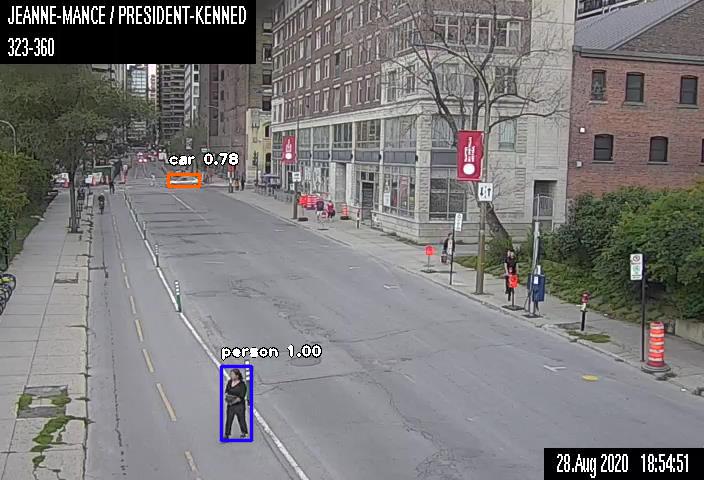 JEANNE-MANCE / PRESIDENT-KENNED
323-360
car 0.78
person 1.00
28.Aug 2020 18:54:51